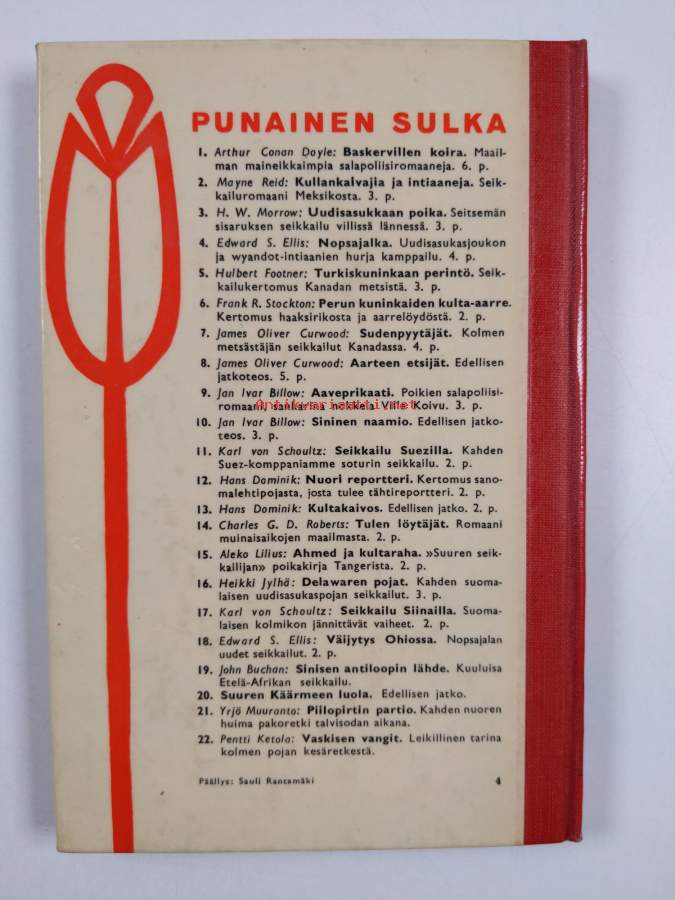 PUNAINEN SULKA
1. Arthur Conan Doyle: Baskervillen koira. Maail-
man maineikkaimpia salapoliisiromaaneja. 6. p.
2. Mayne Reid: Kullankaivajia ja intiaaneja. Seik-
kailuromaani Meksikosta. 3. p.
3. H. W. Morrow: Uudisasukkaan poika. Seitsemän
sisaruksen seikkailu villissä lännessä. 3. p.
4. Edward S. Ellis: Nopsajalka. Uudisasukasjoukon
ja wyandot-intiaanien hurja kamppailu. 4. p.
5. Hulbert Footner: Turkiskuninkaan perintö. Seik-
kailukertomus Kanadan metsistä. 3. p.
6. Frank R. Stockton: Perun kuninkaiden kulta-aarre.
Kertomus haaksirikosta ja aarrelöydöstä. 2. p.
7. James Oliver Curwood: Sudenpyytäjät. Kolmen
metsästäjän seikkailut Kanadassa. 4. p.
8. James Oliver Curwood: Aarteen etsijät. Edellisen
jatkoteos. 5. p.
9. Jan Ivar Billow: Aaveprikaati. Poikien salapoliisi-
Antikvariaatti.net
romaani, sankarina nokkela Ville Koivu. 3. p.
10. Jan Ivar Billow: Sininen naamio. Edellisen jatko-
teos. 3. p.
11. Karl von Schoultz: Seikkailu Suezilla. Kahden
Suez-komppaniamme soturin seikkailu. 2. p.
12. Hans Dominik: Nuori reportteri. Kertomus sano-
malehtipojasta, josta tulee tähtireportteri. 2. p.
13. Hans Dominik: Kultakaivos. Edellisen jatko. 2. p.
14. Charles G. D. Roberts: Tulen löytäjät. Romaani
muinaisaikojen maailmasta. 2. p.
15. Aleko Lilius: Ahmed ja kultaraha. »Suuren seik-
kailijan» poikakirja Tangerista. 2. p.
16. Heikki Jylhä: Delawaren pojat. Kahden suoma-
laisen uudisasukaspojan seikkailut. 3. p.
17. Karl von Schoultz: Seikkailu Siinailla. Suoma-
laisen kolmikon jännittävät vaiheet. 2. p.
18. Edward S. Ellis: Väijytys Ohiossa. Nopsajalan
uudet seikkailut. 2. p.
19. John Buchan: Sinisen antiloopin lähde. Kuuluisa
Etelä-Afrikan seikkailu.
20. Suuren Käärmeen luola. Edellisen jatko.
21. Yrjö Muuranto: Piilopirtin partio. Kahden nuoren
huima pakoretki talvisodan aikana.
22. Pentti Ketola: Vaskisen vangit. Leikillinen tarina
kolmen pojan kesäretkestä.
Päällys: Sauli Rantamäki 4